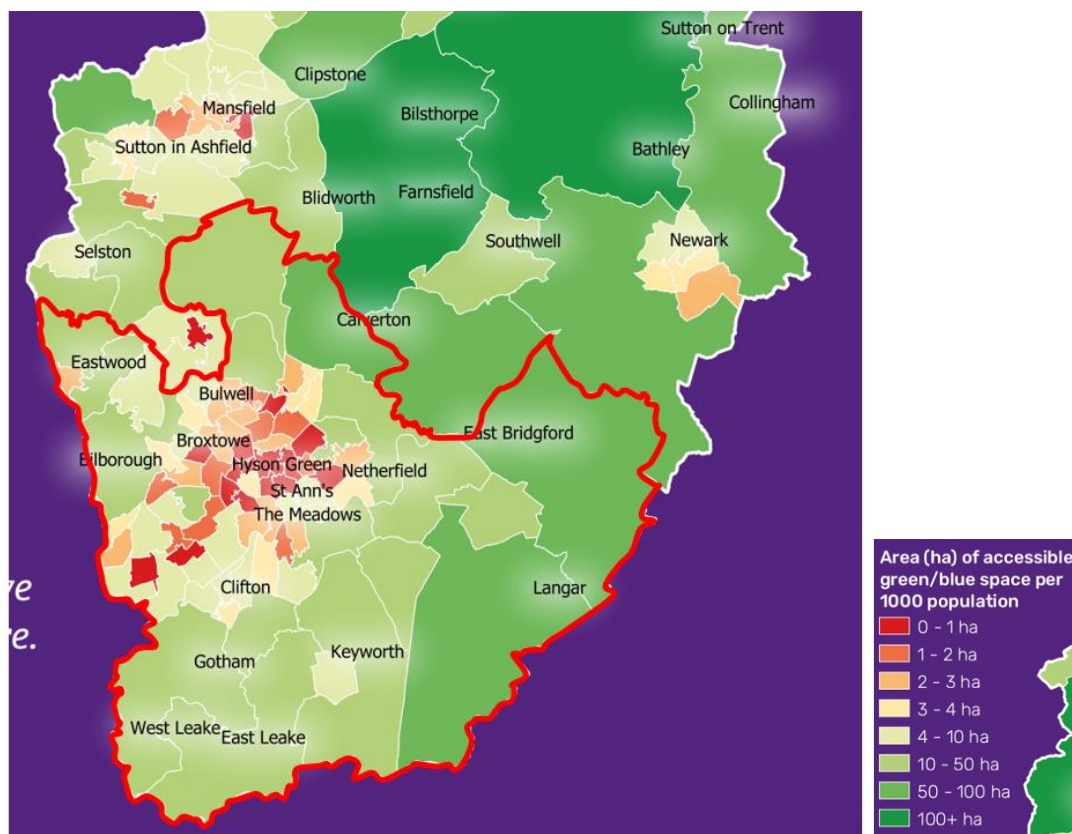 Sutton on Trent
Clipstone
Mansfield
Bilsthorpe
Collingham
Sutton in Ashfield
Bathley
Blidworth
Farnsfield
Selston
Southwell
Newark
Calverton
Eastwood
Bulwell
Broxtowe
East Bridgford
Bilborough
Hyson Green
Netherfield
St Ann's
The Meadows
Clifton
Langar
Gotham
Keyworth
West Leake
East Leake
re.
Area (ha) of accessible
green/blue space per
1000 population
0 - 1 ha
1 - 2 ha
2 - 3 ha
3 - 4 ha
4 - 10 ha
10 - 50 ha
50 - 100 ha
100+ ha